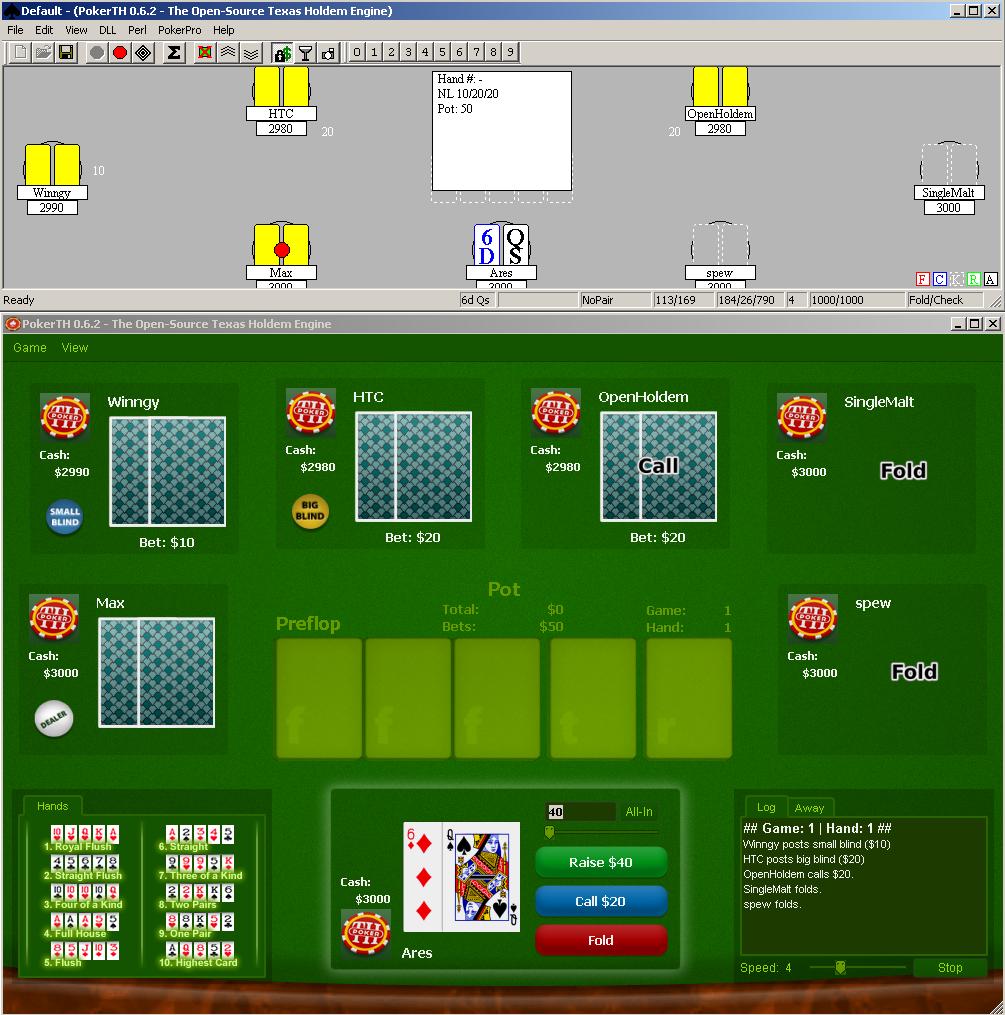 Default - (PokerTH 0.6.2 - The Open-Source Texas Holdem Engine)
File Edit View DLL Perl PokerPro Help
Σ $ 0 1 2 3 4 5 6 7 8 9
HTC
2980
20
Hand #: -
NL 10/20/20
Pot: 50
OpenHoldem
2980
20
Winngy
2990
10
SingleMalt
3000
Max
3000
6 D Q S
Ares
3000
spew
3000
F C K R A
Ready 6d Qs NoPair 113/169 184/26/790 4 1000/1000 Fold/Check
PokerTH 0.6.2 - The Open-Source Texas Holdem Engine
Game View
Winngy
Cash:
$2990
SMALL BLIND
Bet: $10
HTC
Cash:
$2980
BIG BLIND
Bet: $20
OpenHoldem
Cash:
$2980
Call
Bet: $20
SingleMalt
Cash:
$3000
Fold
Max
Cash:
$3000
DEALER
Pot
Total: $0
Bets: $50
Game: 1
Hand: 1
Preflop
f f f t r
spew
Cash:
$3000
Fold
Hands
1. Royal Flush
2. Straight Flush
3. Four of a Kind
4. Full House
5. Flush
6. Straight
7. Three of a Kind
8. Two Pairs
9. One Pair
10. Highest Card
Cash:
$3000
6 Q
Ares
40 All-In
Raise $40
Call $20
Fold
Log Away
## Game: 1 | Hand: 1 ##
Winngy posts small blind ($10)
HTC posts big blind ($20)
OpenHoldem calls $20.
SingleMalt folds.
spew folds.
Speed: 4 Stop